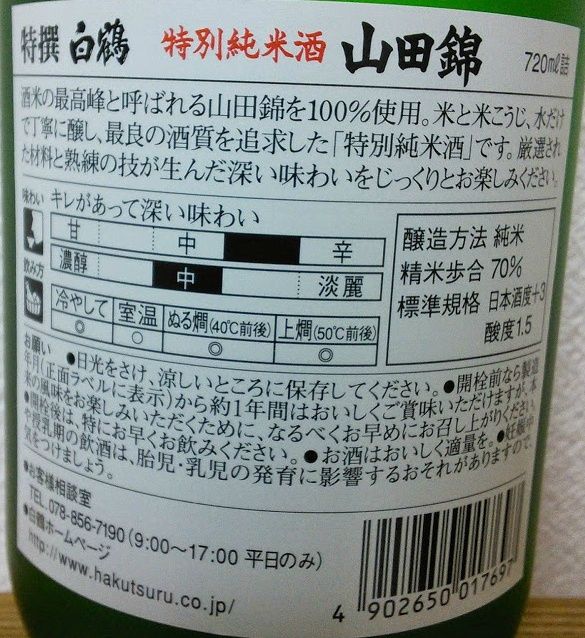 特撰 白鶴 特別純米酒 山田錦 720mℓ詰
酒米の最高峰と呼ばれる山田錦を100%使用。米と米こうじ、水だけ
で丁寧に醸し、最良の酒質を追求した「特別純米酒」です。厳選され
た材料と熟練の技が生んだ深い味わいをじっくりとお楽しみください。
味わい キレがあって深い味わい
甘 中 辛
濃醇 中 淡麗
飲み方
冷やして 室温 ぬる燗(40℃前後) 上燗(50℃前後)
◎ ○ ◎ ◎
醸造方法 純米
精米歩合 70%
標準規格 日本酒度+3
酸度1.5
お願い ●日光をさけ、涼しいところに保存してください。●開栓前なら製造
年月(正面ラベルに表示)から約1年間はおいしくご賞味いただけますが、本
来の風味をお楽しみいただくために、なるべくお早めにお召し上がりください。
●開栓後は、特にお早くお飲みください。●お酒はおいしく適量を。●妊娠中
や授乳期の飲酒は、胎児・乳児の発育に影響するおそれがありますので、
気をつけましょう。
●お客様相談室
TEL.078-856-7190(9:00〜17:00 平日のみ)
●白鶴ホームページ
http://www.hakutsuru.co.jp/
4 902650 017697